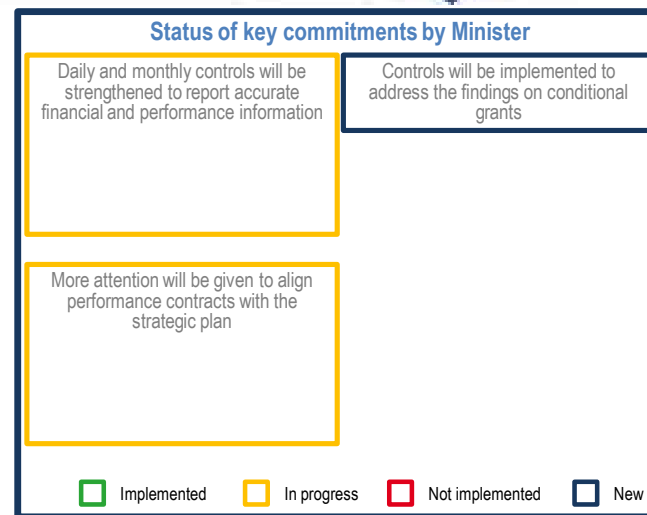 Status of key commitments by Minister
Daily and monthly controls will be
strengthened to report accurate
financial and performance information
Controls will be implemented to
address the findings on conditional
grants
More attention will be given to align
performance contracts with the
strategic plan
Implemented
In progress
Not implemented
New